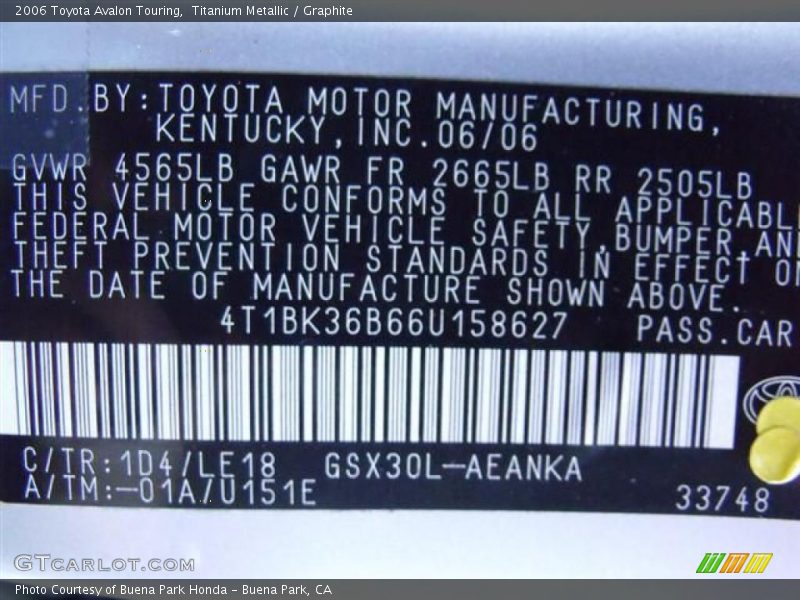 2006 Toyota Avalon Touring,  Titanium Metallic / Graphite
MFD.BY:TOYOTA MOTOR MANUFACTURING,
KENTUCKY,INC.06/06
GVWR 4565LB GAWR FR 2665LB RR 2505LB
THIS VEHICLE CONFORMS TO ALL APPLICABL
FEDERAL MOTOR VEHICLE SAFETY,BUMPER,AN
THEFT PREVENTION STANDARDS IN EFFECT O
THE DATE OF MANUFACTURE SHOWN ABOVE.
4T1BK36B66U158627 PASS.CAR
C/TR:1D4/LE18 GSX30L-AEANKA
A/TM:-01A/U151E 33748
GTCARLOT.COM
Photo Courtesy of Buena Park Honda - Buena Park, CA